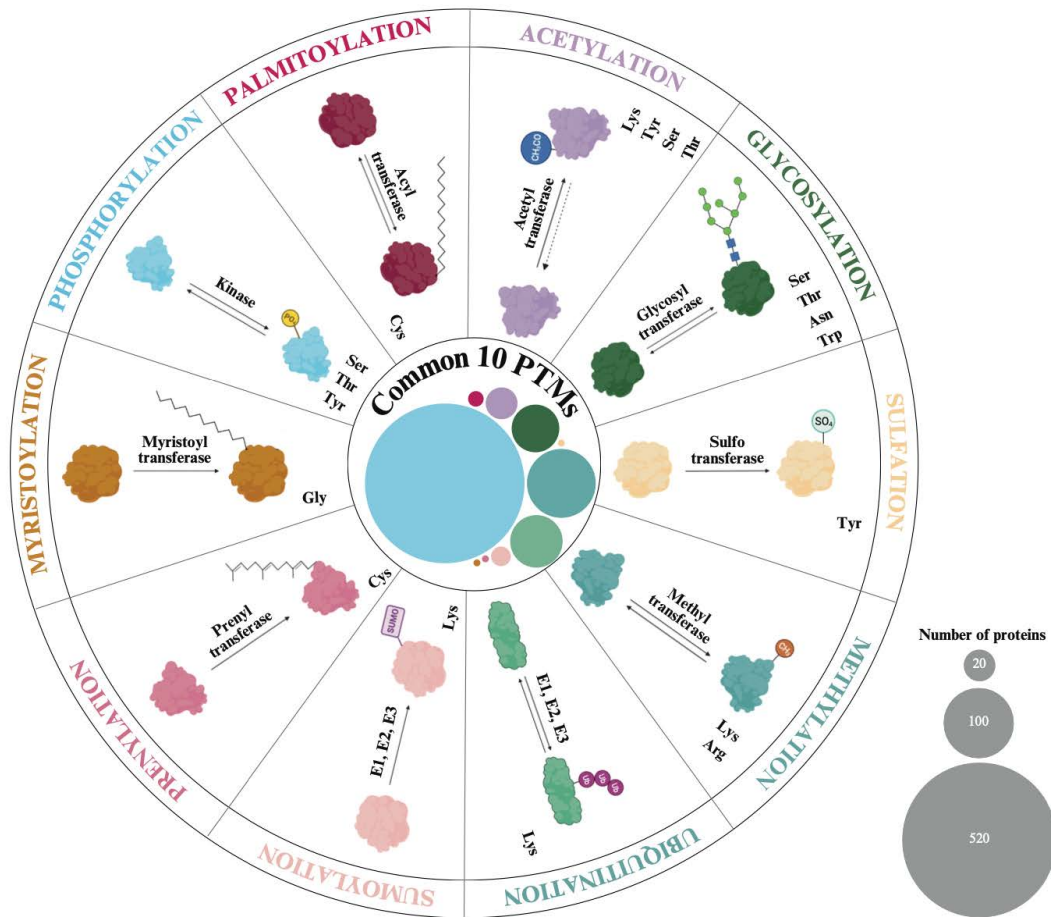 PALMITOYLATION
Acyl
transferase
Cys
ACETYLATION
CH₃CO
Lys
Tyr
Ser
Thr
Acetyl
transferase
GLYCOSYLATION
Glycosyl
transferase
Ser
Thr
Asn
Trp
SULFATION
Sulfo
transferase
SO₄
Tyr
METHYLATION
Methyl
transferase
CH₃
Lys
Arg
UBIQUITINATION
E1, E2, E3
UB
UB
UB
Lys
SUMOYLATION
SUMO
Lys
E1, E2, E3
PRENYLATION
Prenyl
transferase
Cys
MYRISTOYLATION
Myristoyl
transferase
Gly
PHOSPHORYLATION
Kinase
PO₄
Ser
Thr
Tyr
Common 10 PTMs
Number of proteins
20
100
520